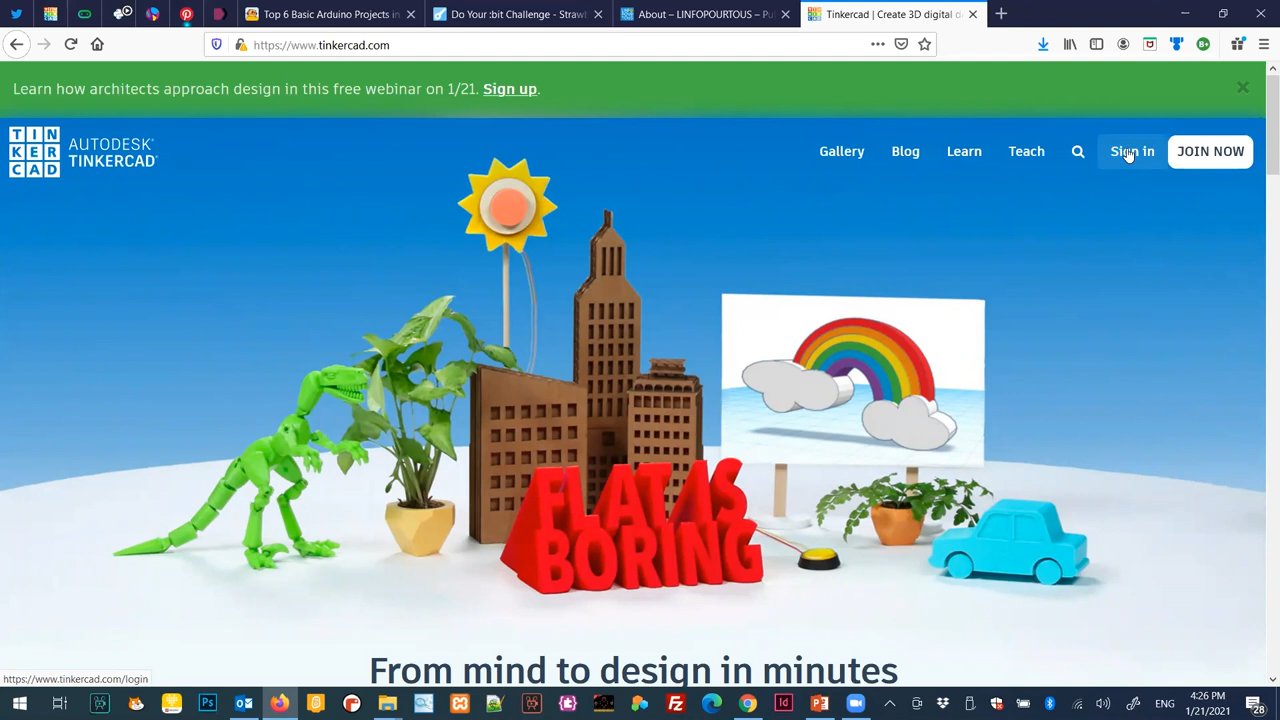 Top 6 Basic Arduino Projects in
Do Your :bit Challenge – Strawb
About – LINFOPOURTOUS – Pu
Tinkercad | Create 3D digital d
https://www.tinkercad.com
Learn how architects approach design in this free webinar on 1/21. Sign up.
TINKERCAD
AUTODESK
TINKERCAD
Gallery
Blog
Learn
Teach
Sign in
JOIN NOW
FLAT IS
BORING
From mind to design in minutes
https://www.tinkercad.com/login
ENG
4:26 PM
1/21/2021
28